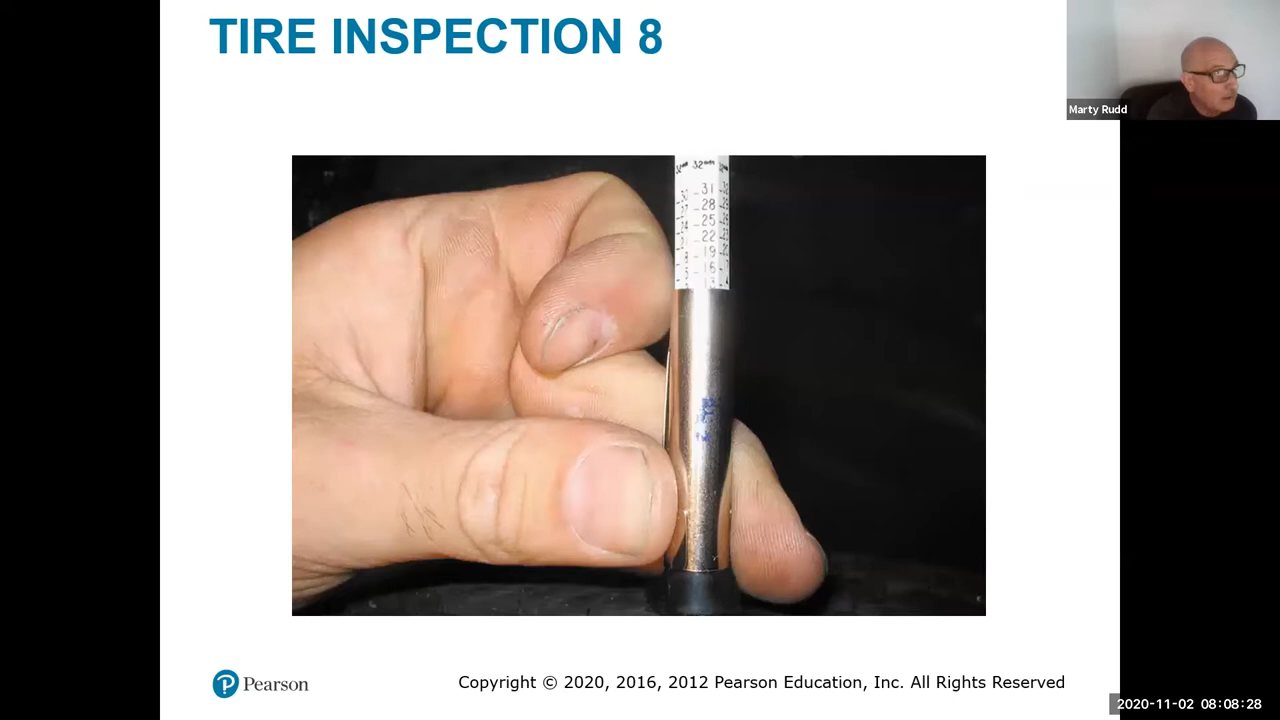 TIRE INSPECTION 8
Marty Rudd
31
28
25
22
19
16
Pearson
Copyright © 2020, 2016, 2012 Pearson Education, Inc. All Rights Reserved
2020-11-02 08:08:28